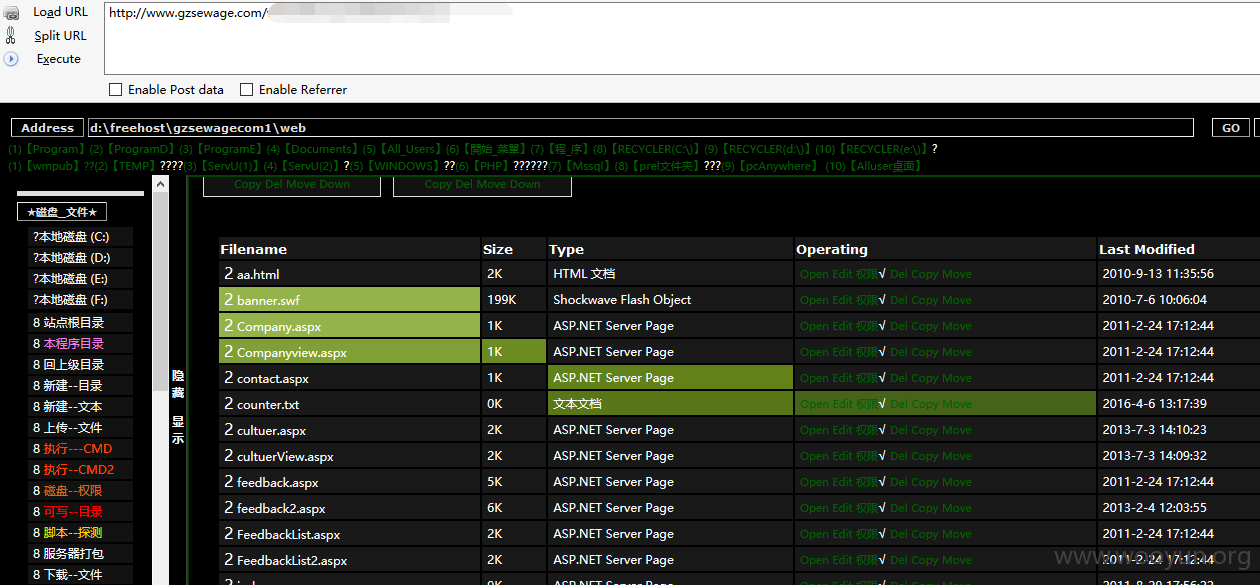 Load URL
http://www.gzsewage.com/
Split URL
Execute
Enable Post data Enable Referrer
Address d:\freehost\gzsewagecom1\web GO
(1)【Program】(2)【ProgramD】(3)【ProgramE】(4)【Documents】(5)【All_Users】(6)【開始_菜單】(7)【程_序】(8)【RECYCLER(C:\)】(9)【RECYCLER(d:\)】(10)【RECYCLER(e:\)】?
(1)【wmpub】??(2)【TEMP】????(3)【ServU(1)】(4)【ServU(2)】?(5)【WINDOWS】??(6)【PHP】??????(7)【Mssql】(8)【prel文件夹】???(9)【pcAnywhere】 (10)【Alluser桌面】
Copy Del Move Down Copy Del Move Down
★磁盘__文件★
?本地磁盘 (C:)
?本地磁盘 (D:)
?本地磁盘 (E:)
?本地磁盘 (F:)
8 站点根目录
8 本程序目录
8 回上级目录
8 新建--目录
8 新建--文本
8 上传--文件
8 执行---CMD
8 执行--CMD2
8 磁盘--权限
8 可写--目录
8 脚本--探测
8 服务器打包
8 下载--文件
隐
藏
显
示
Filename Size Type Operating Last Modified
2 aa.html 2K HTML 文档 Open Edit 权限√ Del Copy Move 2010-9-13 11:35:56
2 banner.swf 199K Shockwave Flash Object Open Edit 权限√ Del Copy Move 2010-7-6 10:06:04
2 Company.aspx 1K ASP.NET Server Page Open Edit 权限√ Del Copy Move 2011-2-24 17:12:44
2 Companyview.aspx 1K ASP.NET Server Page Open Edit 权限√ Del Copy Move 2011-2-24 17:12:44
2 contact.aspx 1K ASP.NET Server Page Open Edit 权限√ Del Copy Move 2011-2-24 17:12:44
2 counter.txt 0K 文本文档 Open Edit 权限√ Del Copy Move 2016-4-6 13:17:39
2 cultuer.aspx 2K ASP.NET Server Page Open Edit 权限√ Del Copy Move 2013-7-3 14:10:23
2 cultuerView.aspx 2K ASP.NET Server Page Open Edit 权限√ Del Copy Move 2013-7-3 14:09:32
2 feedback.aspx 5K ASP.NET Server Page Open Edit 权限√ Del Copy Move 2011-2-24 17:12:44
2 feedback2.aspx 6K ASP.NET Server Page Open Edit 权限√ Del Copy Move 2013-2-4 12:03:55
2 FeedbackList.aspx 2K ASP.NET Server Page Open Edit 权限√ Del Copy Move 2011-2-24 17:12:44
2 FeedbackList2.aspx 2K ASP.NET Server Page Open Edit 权限√ Del Copy Move 2011-2-24 17:12:44
www.wooyun.org